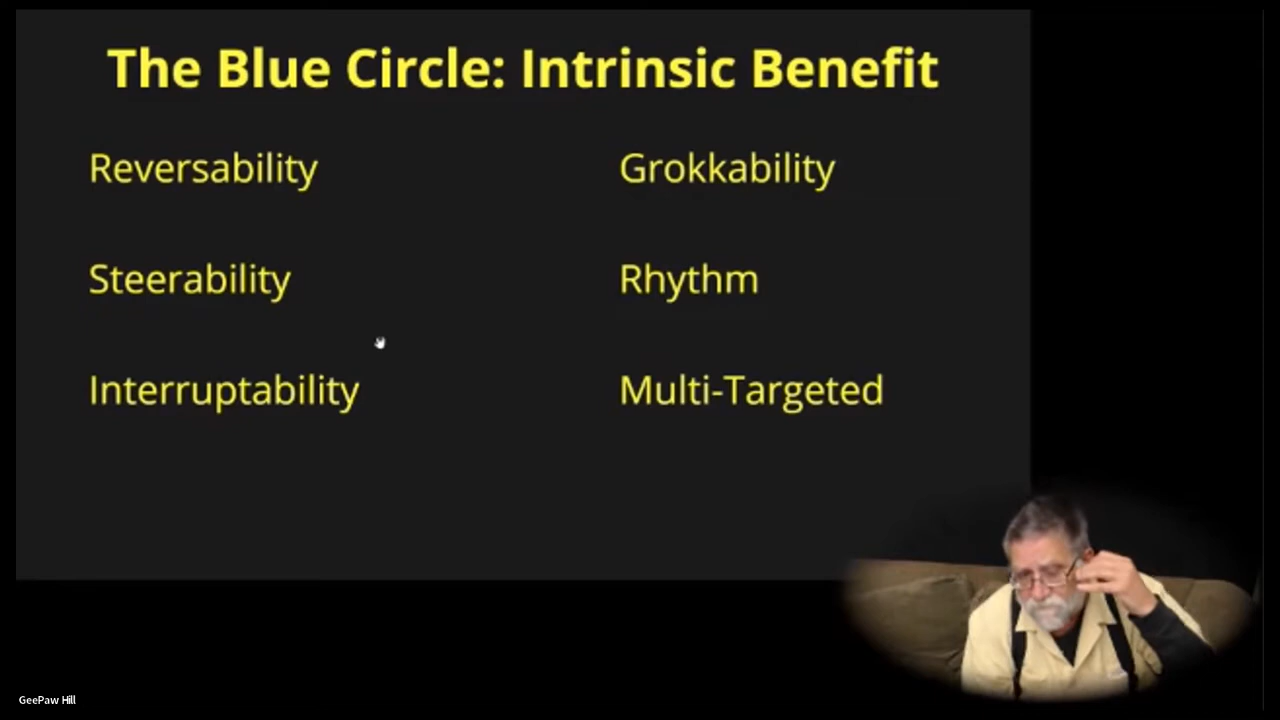 The Blue Circle: Intrinsic Benefit
Reversability
Grokkability
Steerability
Rhythm
Interruptability
Multi-Targeted
GeePaw Hill